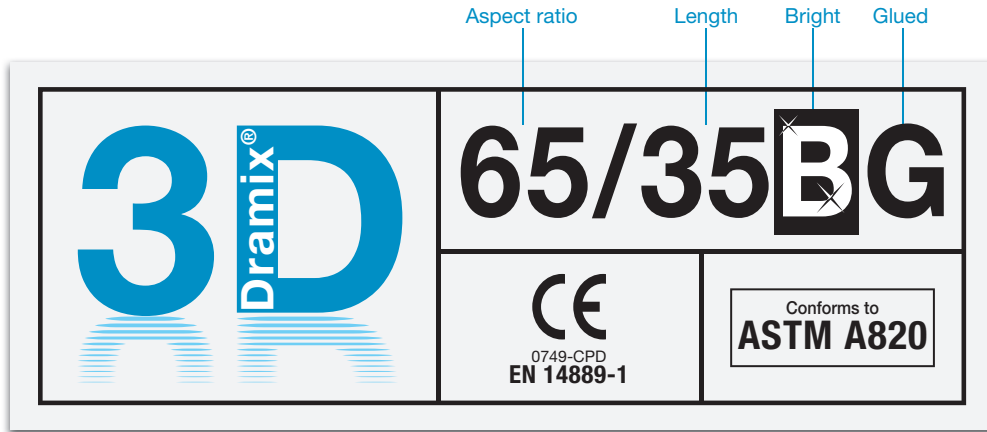 Aspect ratio Length Bright Glued
3D
Dramix®
65/35BG
CE
0749-CPD
EN 14889-1
Conforms to
ASTM A820